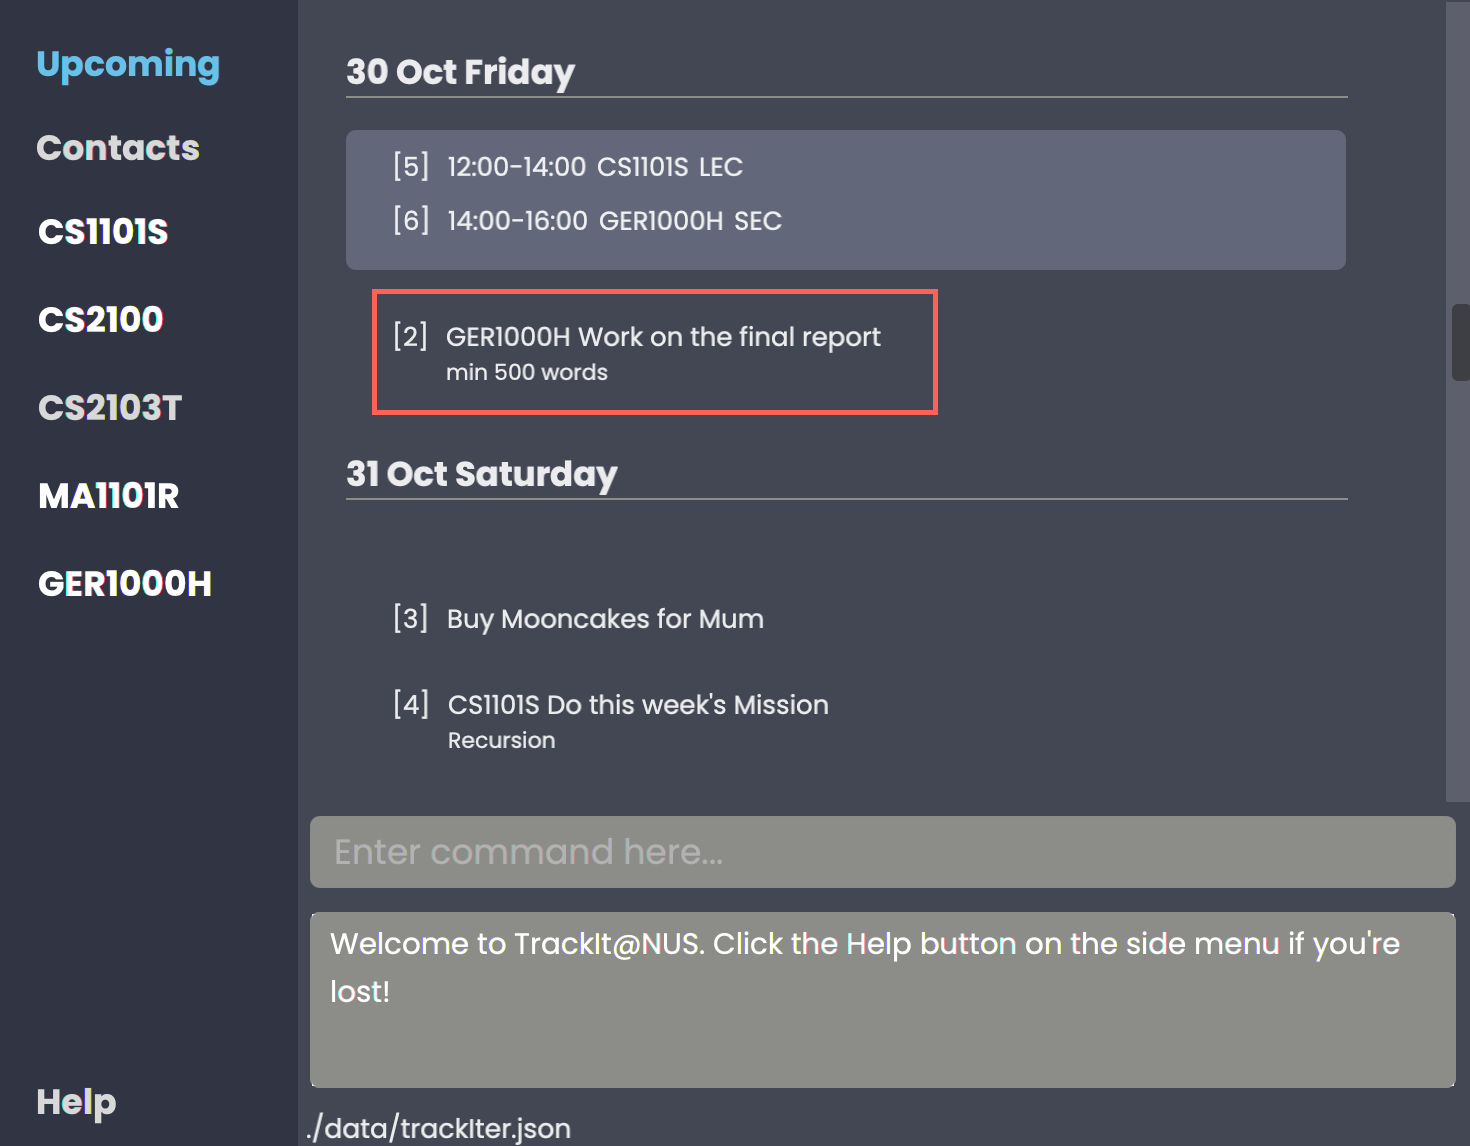 Upcoming
Contacts
CS1101S
CS2100
CS2103T
MA1101R
GER1000H
Help
30 Oct Friday
[5] 12:00-14:00 CS1101S LEC
[6] 14:00-16:00 GER1000H SEC
[2] GER1000H Work on the final report
min 500 words
31 Oct Saturday
[3] Buy Mooncakes for Mum
[4] CS1101S Do this week's Mission
Recursion
Enter command here...
Welcome to TrackIt@NUS. Click the Help button on the side menu if you're
lost!
./data/trackIter.json